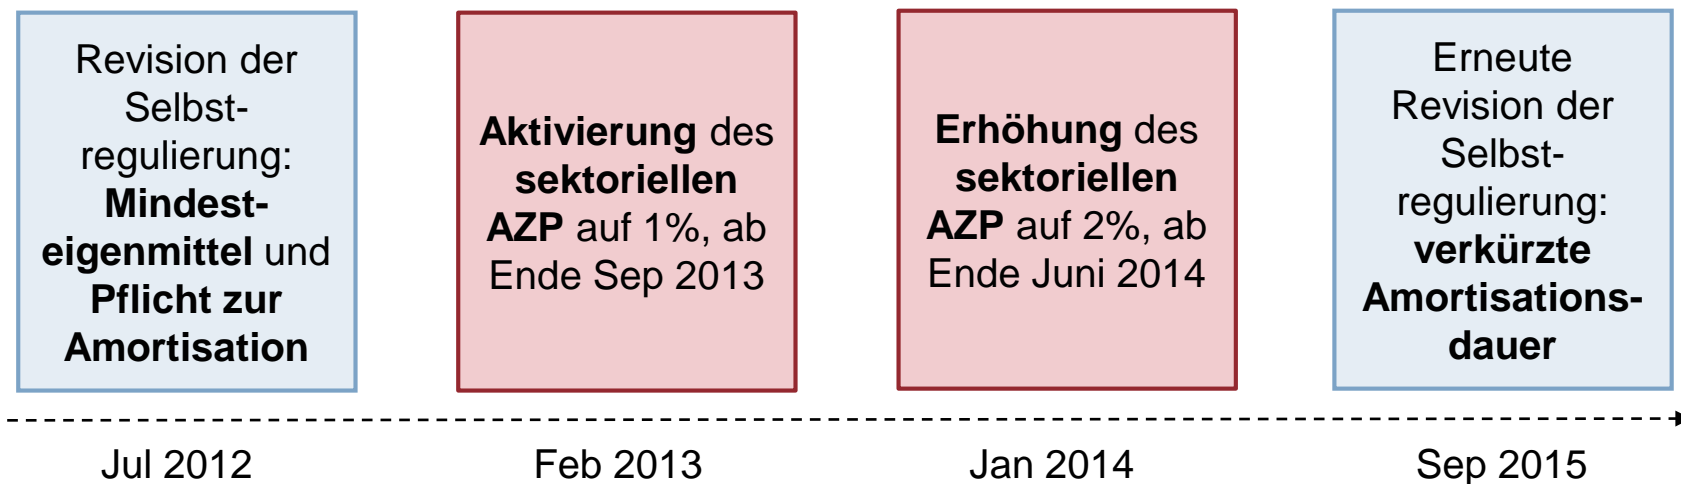 Revision der
Selbst-
regulierung:
Mindest-
eigenmittel und
Pflicht zur
Amortisation
Aktivierung des
sektoriellen
AZP auf 1%, ab
Ende Sep 2013
Erhöhung des
sektoriellen
AZP auf 2%, ab
Ende Juni 2014
Erneute
Revision der
Selbst-
regulierung:
verkürzte
Amortisations-
dauer
Jul 2012
Feb 2013
Jan 2014
Sep 2015